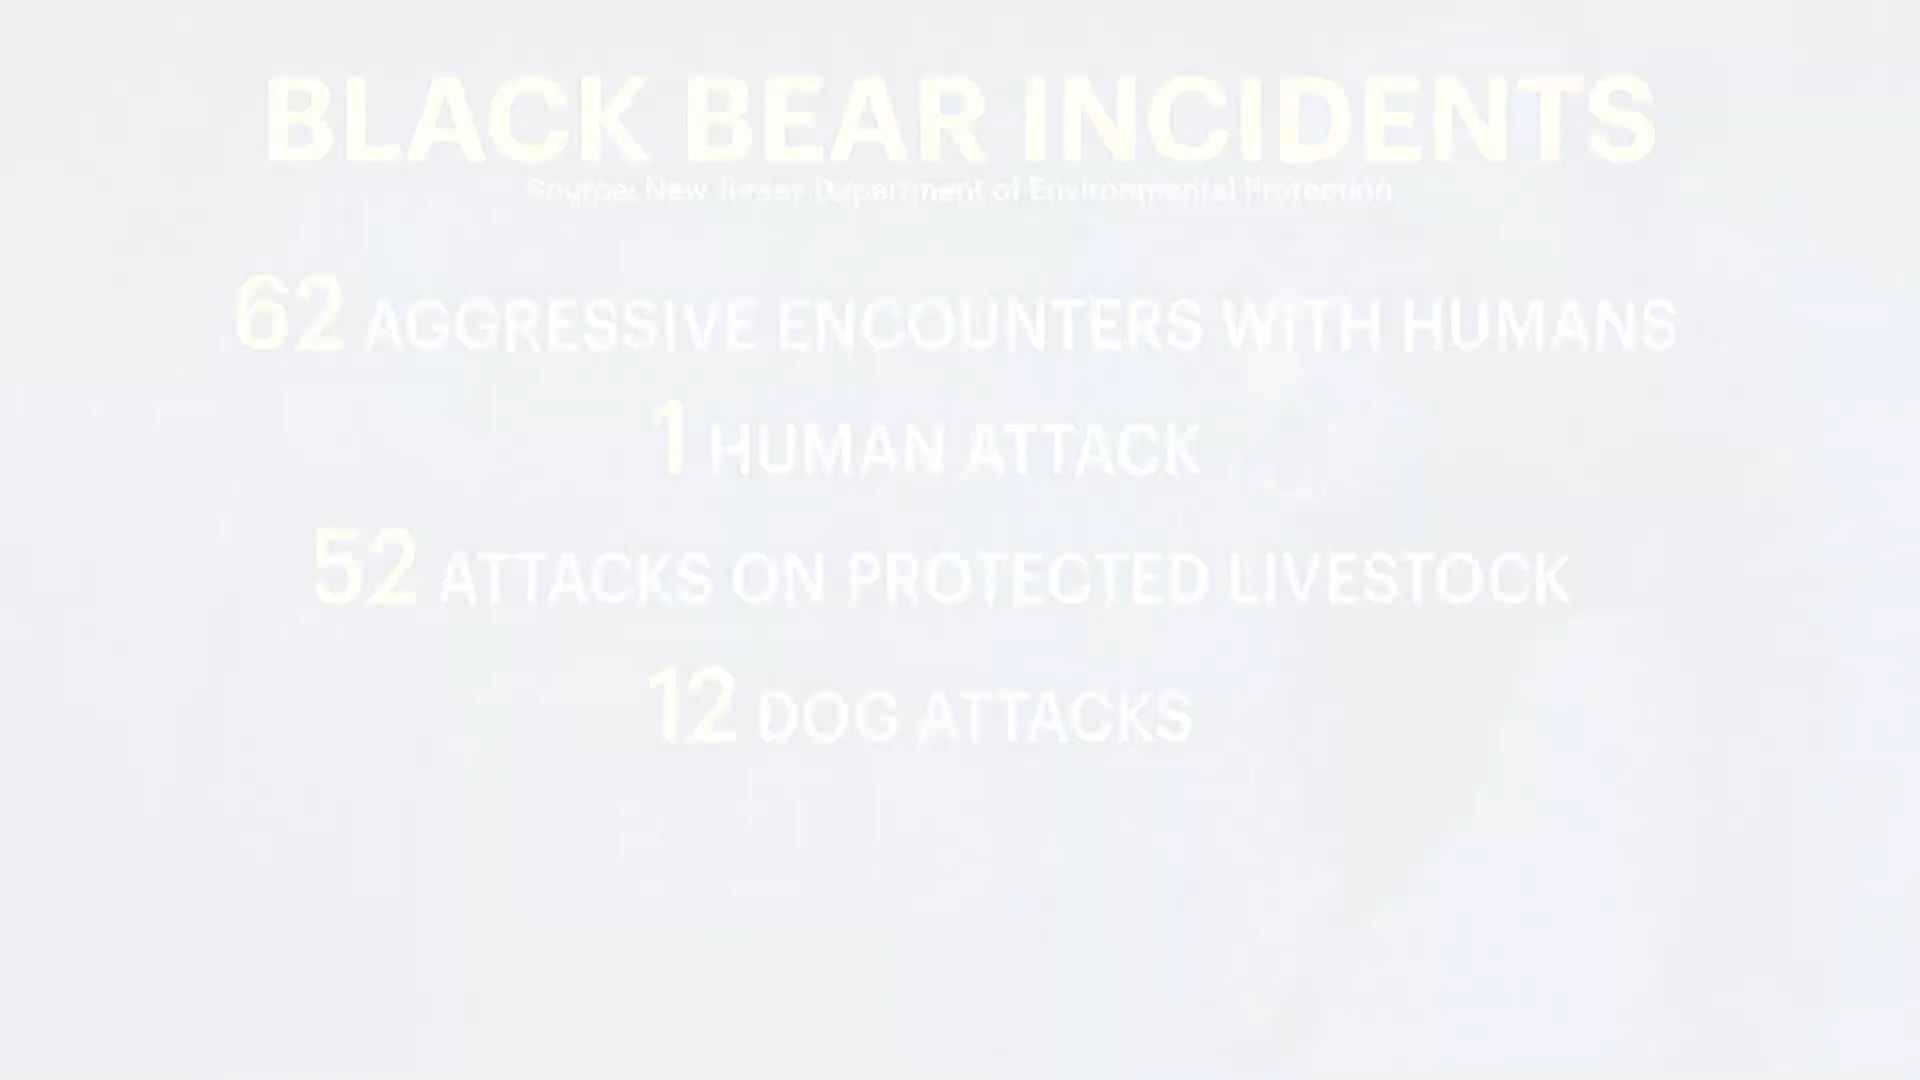 BLACK BEAR INCIDENTS
Source: New Jersey Department of Environmental Protection
62 AGGRESSIVE ENCOUNTERS WITH HUMANS
1 HUMAN ATTACK
52 ATTACKS ON PROTECTED LIVESTOCK
12 DOG ATTACKS